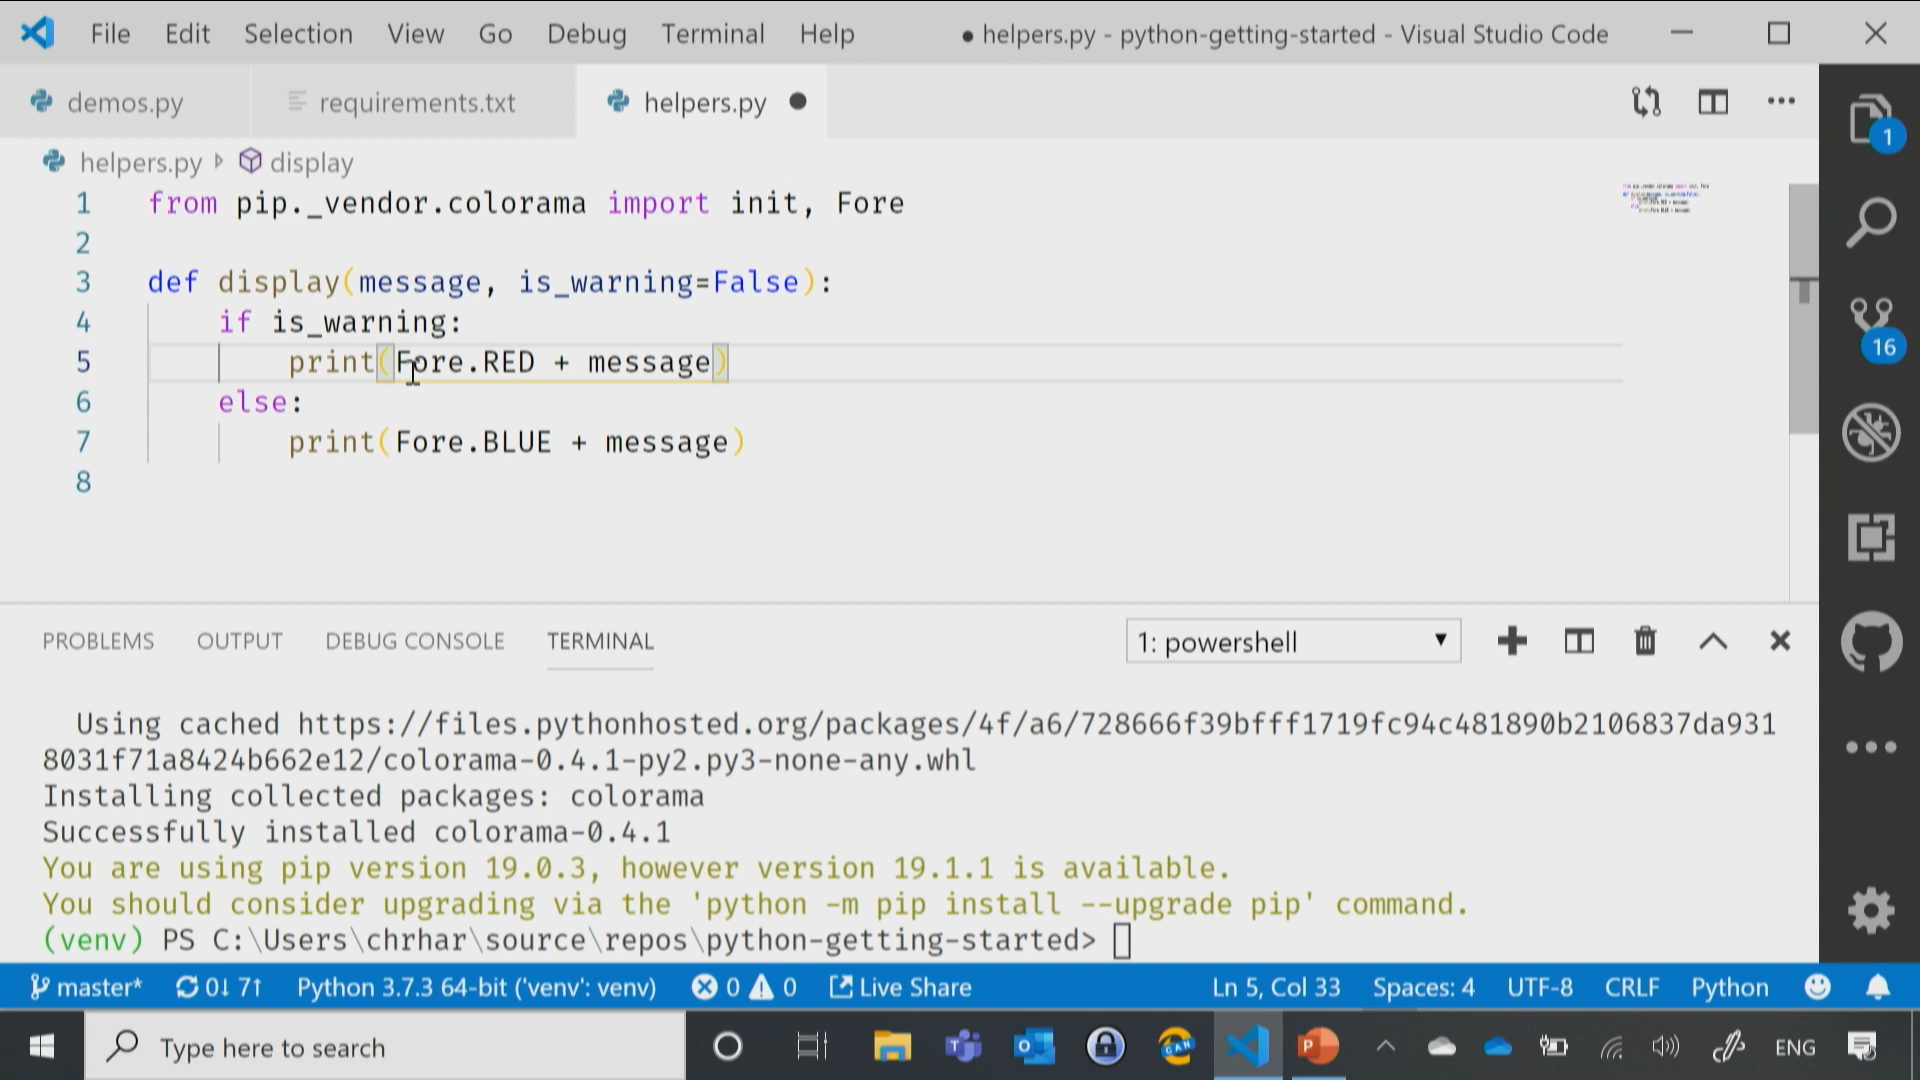 File Edit Selection View Go Debug Terminal Help ● helpers.py - python-getting-started - Visual Studio Code
demos.py requirements.txt helpers.py
helpers.py display
1 from pip._vendor.colorama import init, Fore
2
3 def display(message, is_warning=False):
4 if is_warning:
5 print(Fore.RED + message)
6 else:
7 print(Fore.BLUE + message)
8
1
16
PROBLEMS OUTPUT DEBUG CONSOLE TERMINAL 1: powershell
Using cached https://files.pythonhosted.org/packages/4f/a6/728666f39bfff1719fc94c481890b2106837da931
8031f71a8424b662e12/colorama-0.4.1-py2.py3-none-any.whl
Installing collected packages: colorama
Successfully installed colorama-0.4.1
You are using pip version 19.0.3, however version 19.1.1 is available.
You should consider upgrading via the 'python -m pip install --upgrade pip' command.
(venv) PS C:\Users\chrhar\source\repos\python-getting-started>
master* 0↓ 7↑ Python 3.7.3 64-bit ('venv': venv) 0 0 Live Share Ln 5, Col 33 Spaces: 4 UTF-8 CRLF Python
Type here to search CAN ENG